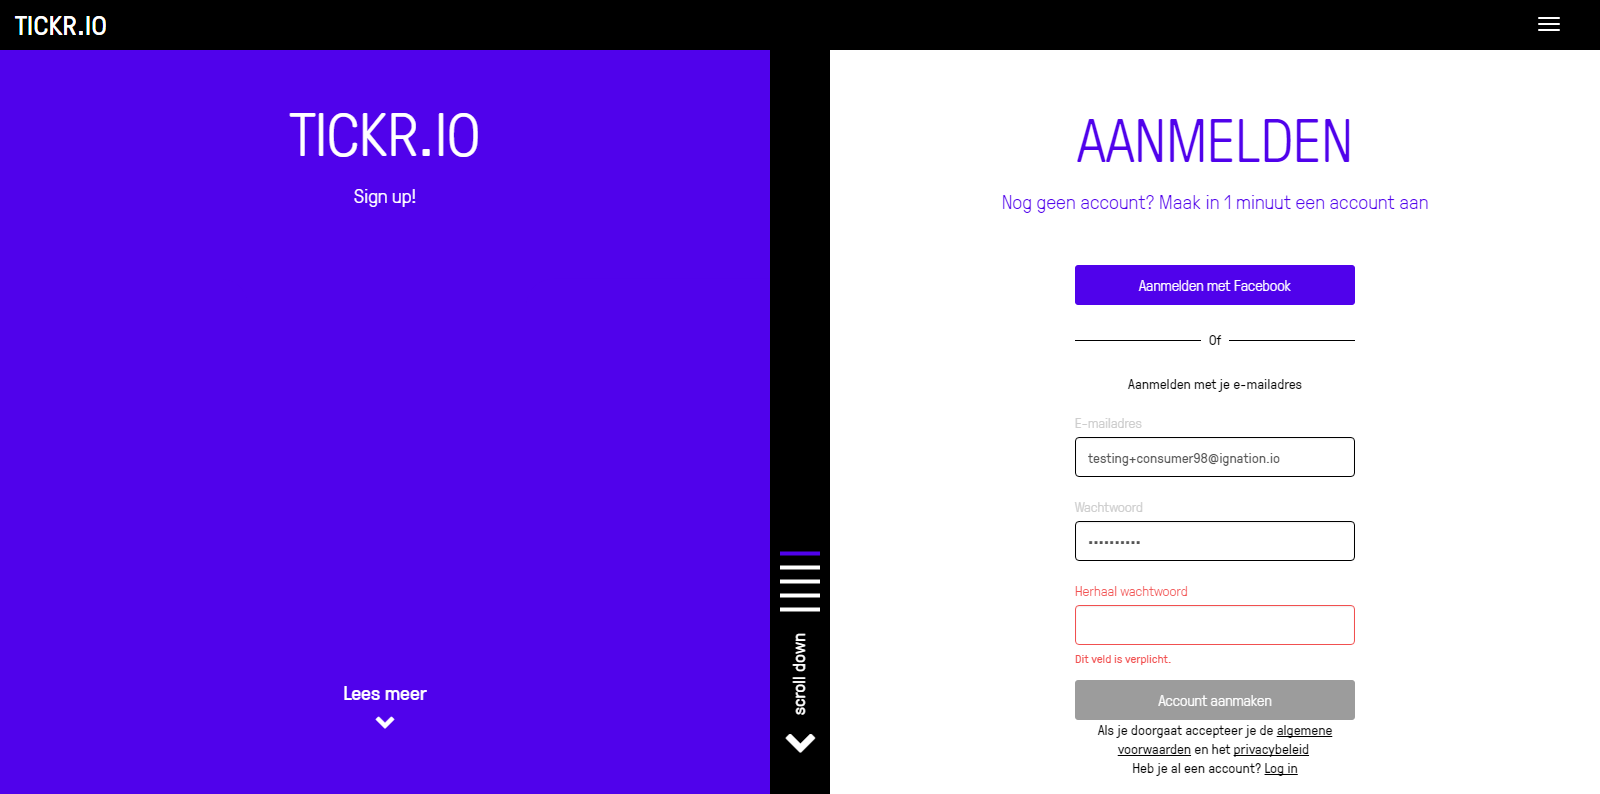 TICKR.IO
TICKR.IO
Sign up!
Lees meer
scroll down
AANMELDEN
Nog geen account? Maak in 1 minuut een account aan
Aanmelden met Facebook
Of
Aanmelden met je e-mailadres
E-mailadres
testing+consumer98@ignation.io
Wachtwoord
••••••••••
Herhaal wachtwoord
Dit veld is verplicht.
Account aanmaken
Als je doorgaat accepteer je de algemene
voorwaarden en het privacybeleid
Heb je al een account? Log in